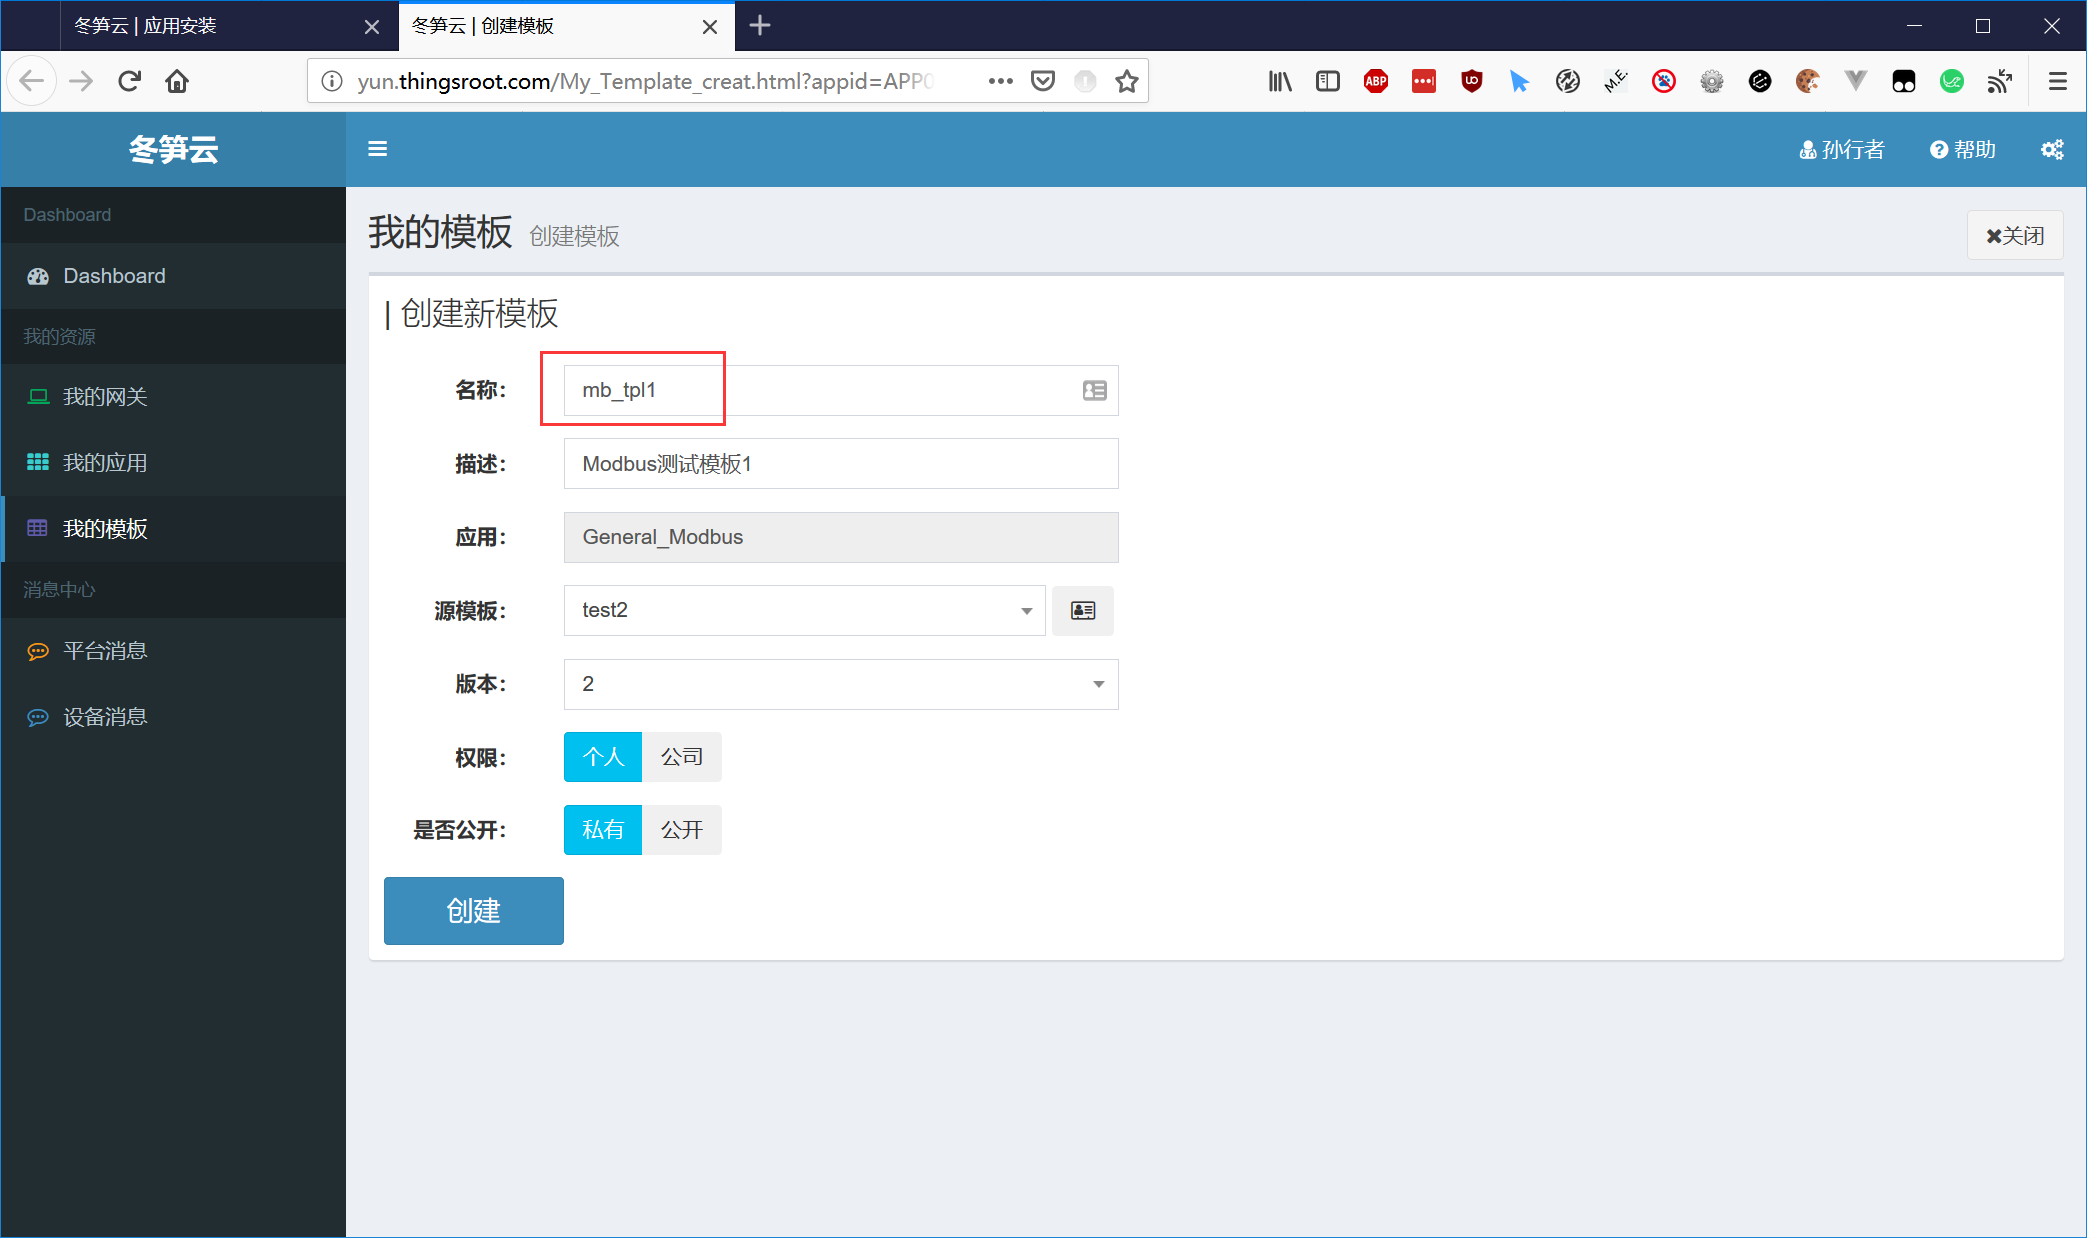 冬笋云 | 应用安装
冬笋云 | 创建模板
yun.thingsroot.com/My_Template_creat.html?appid=APP0
ABP
冬笋云
孙行者
帮助
Dashboard
Dashboard
我的资源
我的网关
我的应用
我的模板
消息中心
平台消息
设备消息
我的模板 创建模板
关闭
| 创建新模板
名称： mb_tpl1
描述： Modbus测试模板1
应用： General_Modbus
源模板： test2
版本： 2
权限： 个人 公司
是否公开： 私有 公开
创建